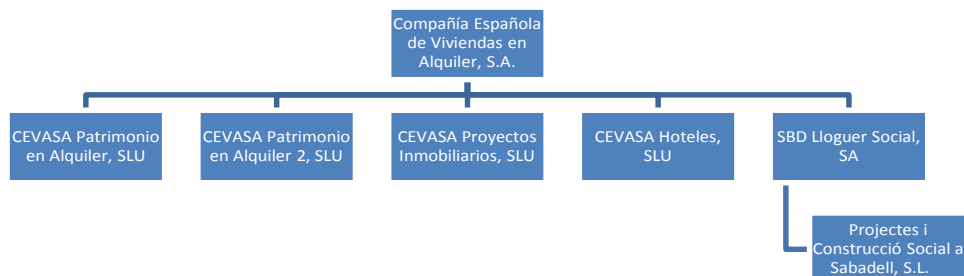 Compañía Española
de Viviendas en
Alquiler, S.A.
CEVASA Patrimonio
en Alquiler, SLU
CEVASA Patrimonio
en Alquiler 2, SLU
CEVASA Proyectos
Inmobiliarios, SLU
CEVASA Hoteles,
SLU
SBD Lloguer Social,
SA
Projectes i
Construcció Social a
Sabadell, S.L.